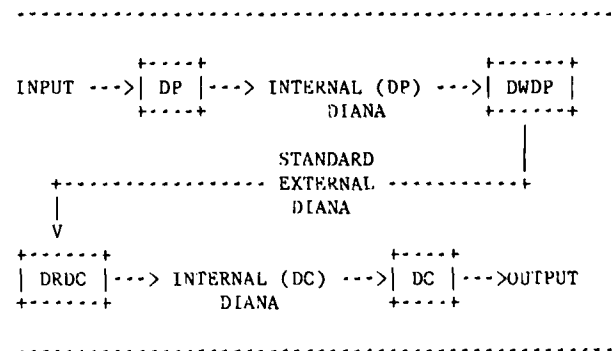 INPUT --->| DP |---> INTERNAL (DP) --->| DWDP |
DIANA
STANDARD
EXTERNAL
DIANA
V
| DRDC |---> INTERNAL (DC) --->| DC |--->OUTPUT
DIANA